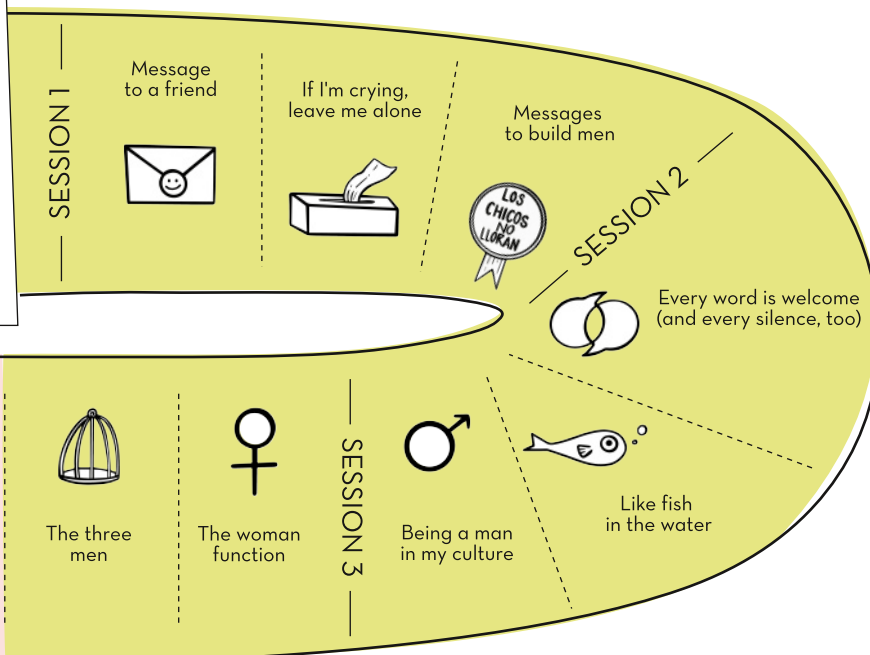 SESSION 1
Message
to a friend
If I'm crying,
leave me alone
Messages
to build men
LOS
CHICOS
NO
LLORAN
SESSION 2
Every word is welcome
(and every silence, too)
Like fish
in the water
Being a man
in my culture
SESSION 3
The woman
function
The three
men